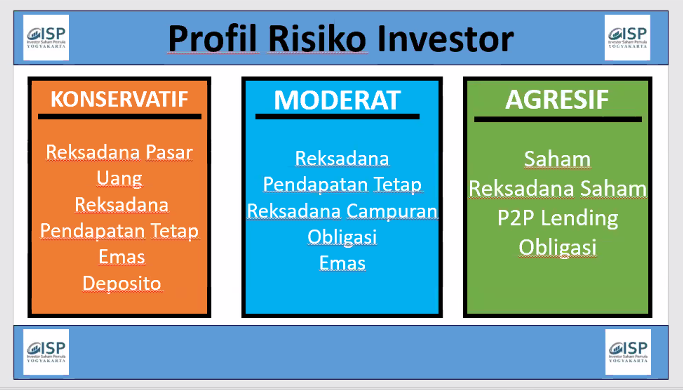 ISP
Investor Saham Pemula
YOGYAKARTA
Profil Risiko Investor
ISP
Investor Saham Pemula
YOGYAKARTA
KONSERVATIF
Reksadana Pasar
Uang
Reksadana
Pendapatan Tetap
Emas
Deposito
MODERAT
Reksadana
Pendapatan Tetap
Reksadana Campuran
Obligasi
Emas
AGRESIF
Saham
Reksadana Saham
P2P Lending
Obligasi
ISP
Investor Saham Pemula
YOGYAKARTA
ISP
Investor Saham Pemula
YOGYAKARTA